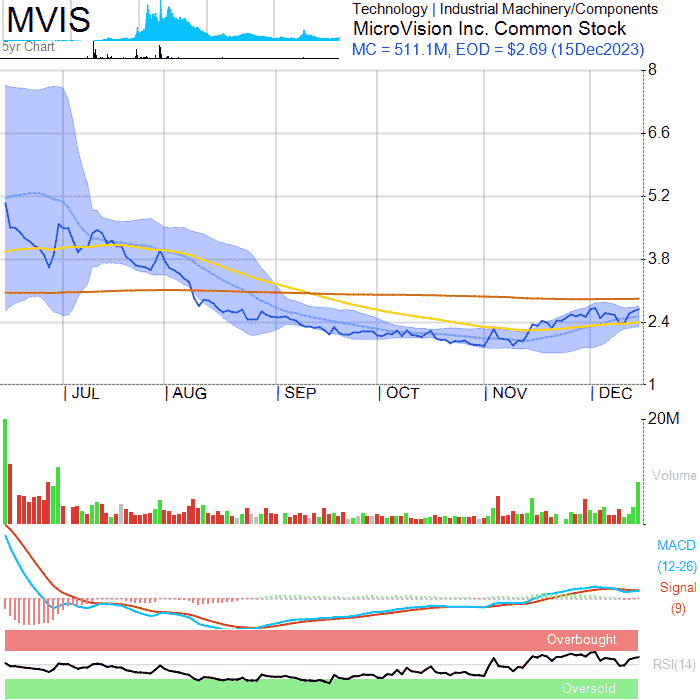 MVIS
5yr Chart
Technology | Industrial Machinery/Components
MicroVision Inc. Common Stock
MC = 511.1M, EOD = $2.69 (15Dec2023)
8
6.6
5.2
3.8
2.4
1
JUL
AUG
SEP
OCT
NOV
DEC
20M
Volume
MACD
(12-26)
Signal
(9)
Overbought
RSI(14)
Oversold